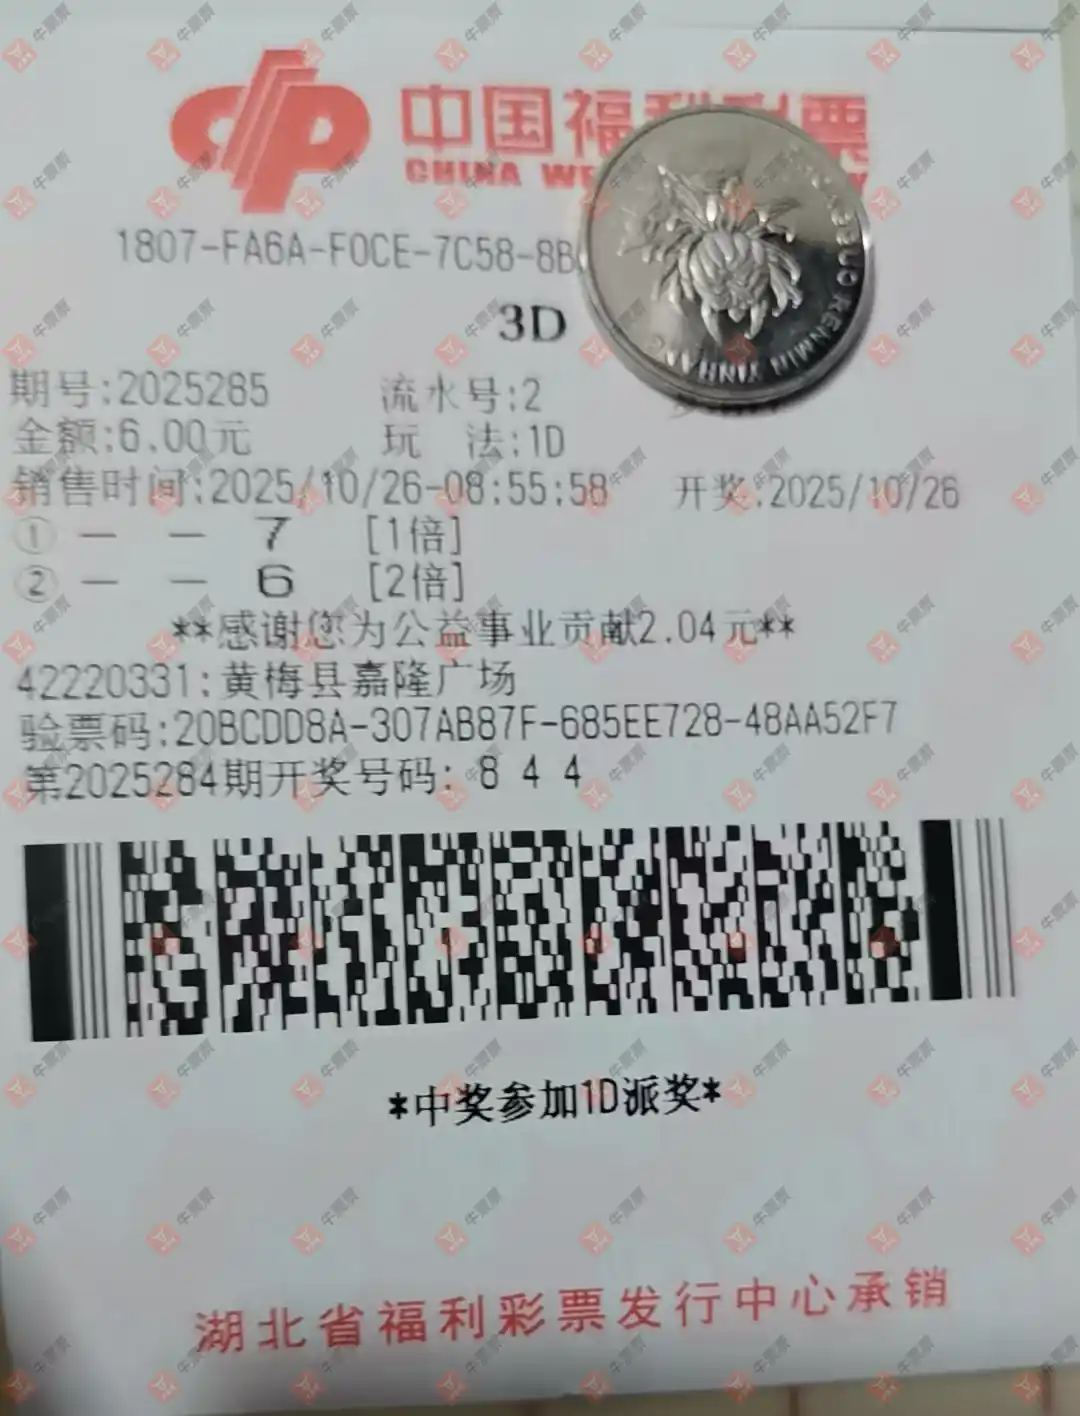 中国福利彩票
CHINA WE
1807-FA6A-F0CE-7C58-8B
3D
期号:2025285 流水号:2
金额:6.00元 玩 法:1D
销售时间:2025/10/26-08:55:58 开奖:2025/10/26
① — — 7 [1倍]
② — — 6 [2倍]
**感谢您为公益事业贡献2.04元**
42220331:黄梅县嘉隆广场
验票码:20BCDD8A-307AB87F-685EE728-48AA52F7
第2025284期开奖号码: 8 4 4
*中奖参加1D派奖*
湖北省福利彩票发行中心承销
牛票票